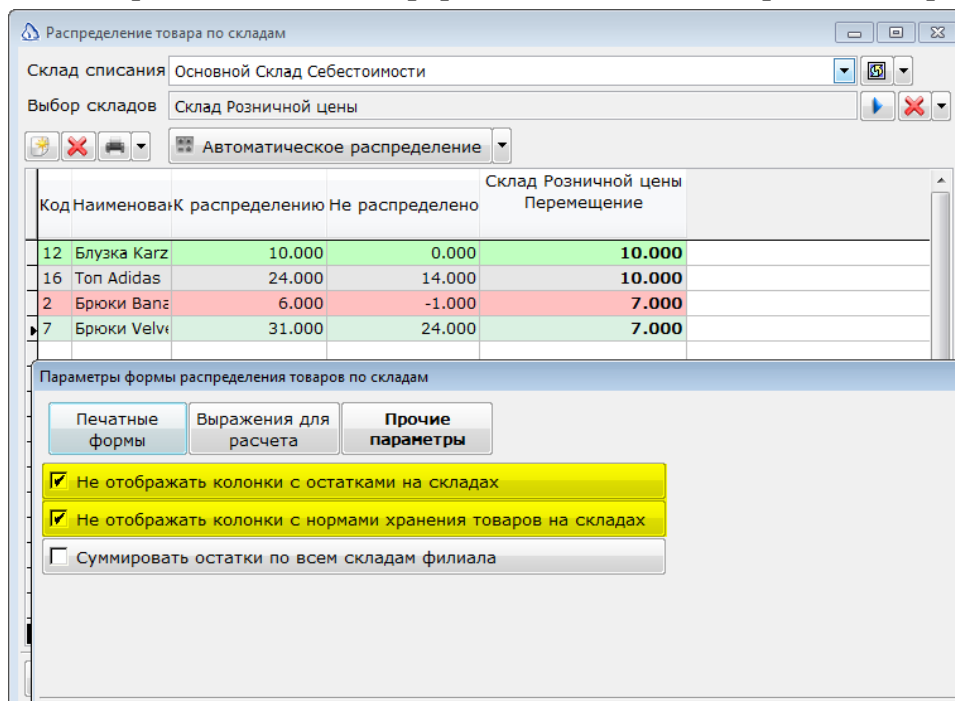 Распределение товара по складам
Склад списания Основной Склад Себестоимости
Выбор складов Склад Розничной цены
Автоматическое распределение
Склад Розничной цены
Код Наименован К распределению Не распределено Перемещение
12 Блузка Karz 10.000 0.000 10.000
16 Топ Adidas 24.000 14.000 10.000
2 Брюки Bana 6.000 -1.000 7.000
7 Брюки Velve 31.000 24.000 7.000
Параметры формы распределения товаров по складам
Печатные формы
Выражения для расчета
Прочие параметры
Не отображать колонки с остатками на складах
Не отображать колонки с нормами хранения товаров на складах
Суммировать остатки по всем складам филиала